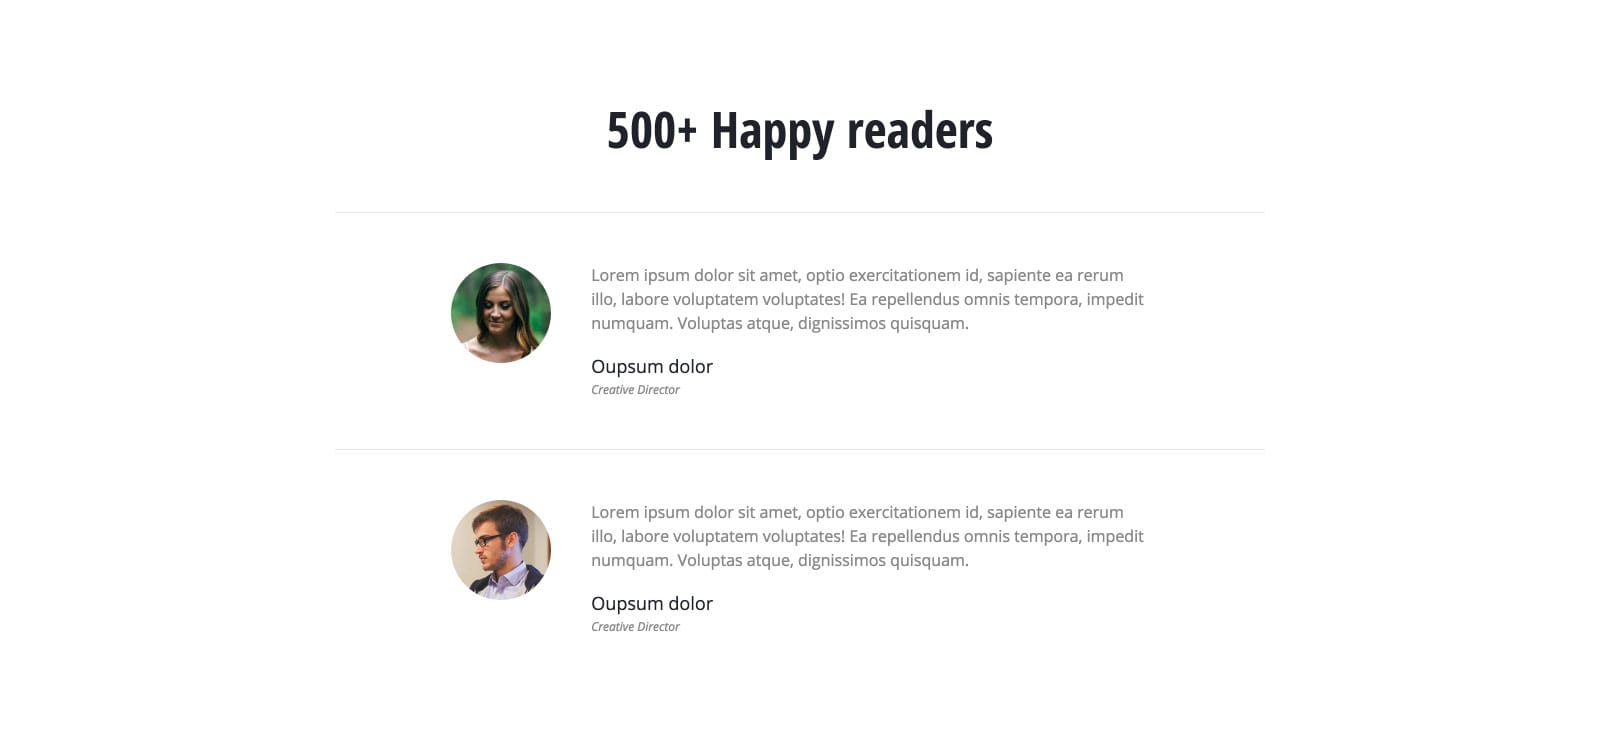 500+ Happy readers
Lorem ipsum dolor sit amet, optio exercitationem id, sapiente ea rerum
illo, labore voluptatem voluptates! Ea repellendus omnis tempora, impedit
numquam. Voluptas atque, dignissimos quisquam.
Oupsum dolor
Creative Director
Lorem ipsum dolor sit amet, optio exercitationem id, sapiente ea rerum
illo, labore voluptatem voluptates! Ea repellendus omnis tempora, impedit
numquam. Voluptas atque, dignissimos quisquam.
Oupsum dolor
Creative Director